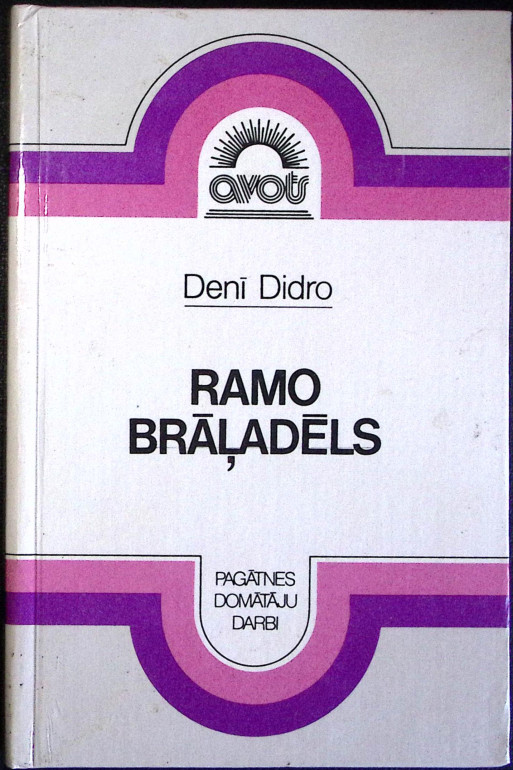 avots
Denī Didro
RAMO
BRĀĻADĒLS
PAGĀTNES
DOMĀTĀJU
DARBI